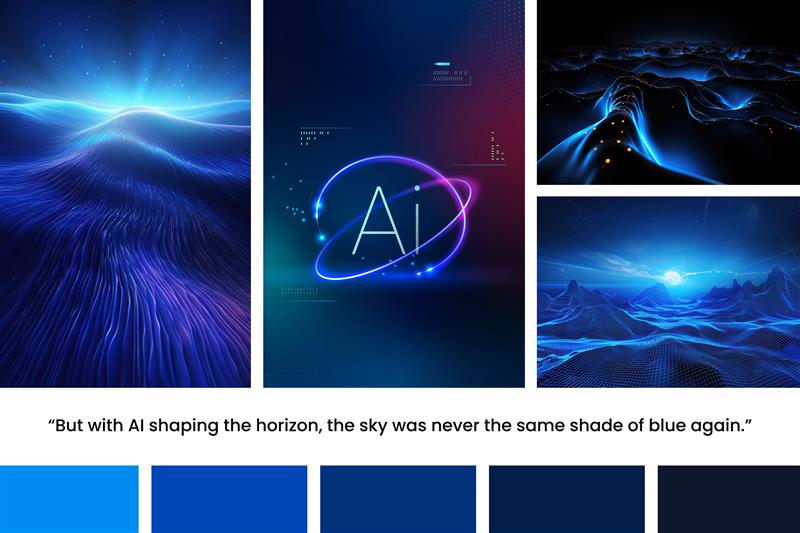 Ai
“But with AI shaping the horizon, the sky was never the same shade of blue again.”